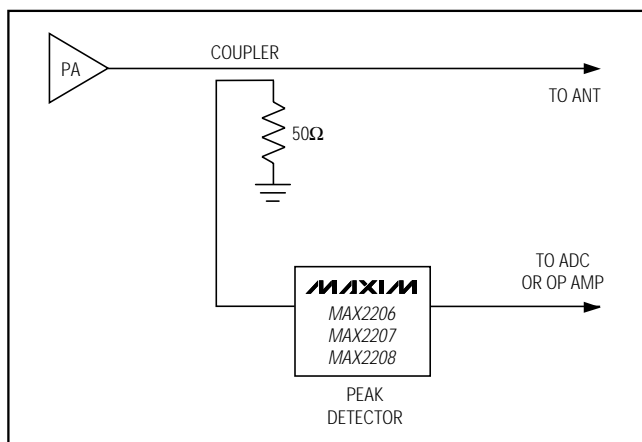 PA
COUPLER
TO ANT
50Ω
TO ADC
OR OP AMP
MAXIM
MAX2206
MAX2207
MAX2208
PEAK
DETECTOR